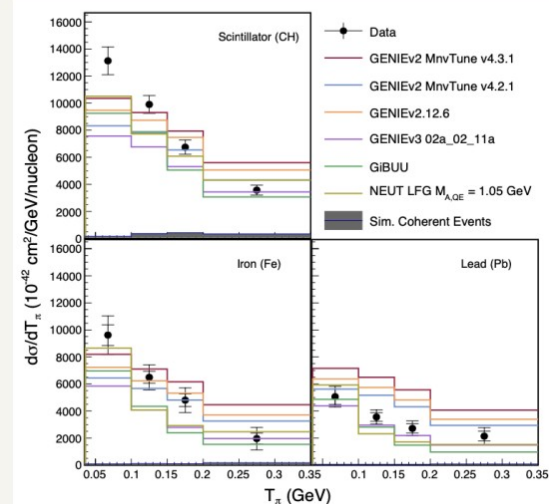 16000
14000
12000
10000
8000
6000
4000
2000
0
Scintillator (CH)
Data
GENIEv2 MnvTune v4.3.1
GENIEv2 MnvTune v4.2.1
GENIEv2.12.6
GENIEv3 02a_02_11a
GiBUU
NEUT LFG M_A,QE = 1.05 GeV
Sim. Coherent Events
dσ/dT_π (10⁻⁴² cm²/GeV/nucleon)
16000
14000
12000
10000
8000
6000
4000
2000
0
Iron (Fe)
Lead (Pb)
0.05 0.1 0.15 0.2 0.25 0.3 0.35 0.1 0.15 0.2 0.25 0.3 0.35
T_π (GeV)